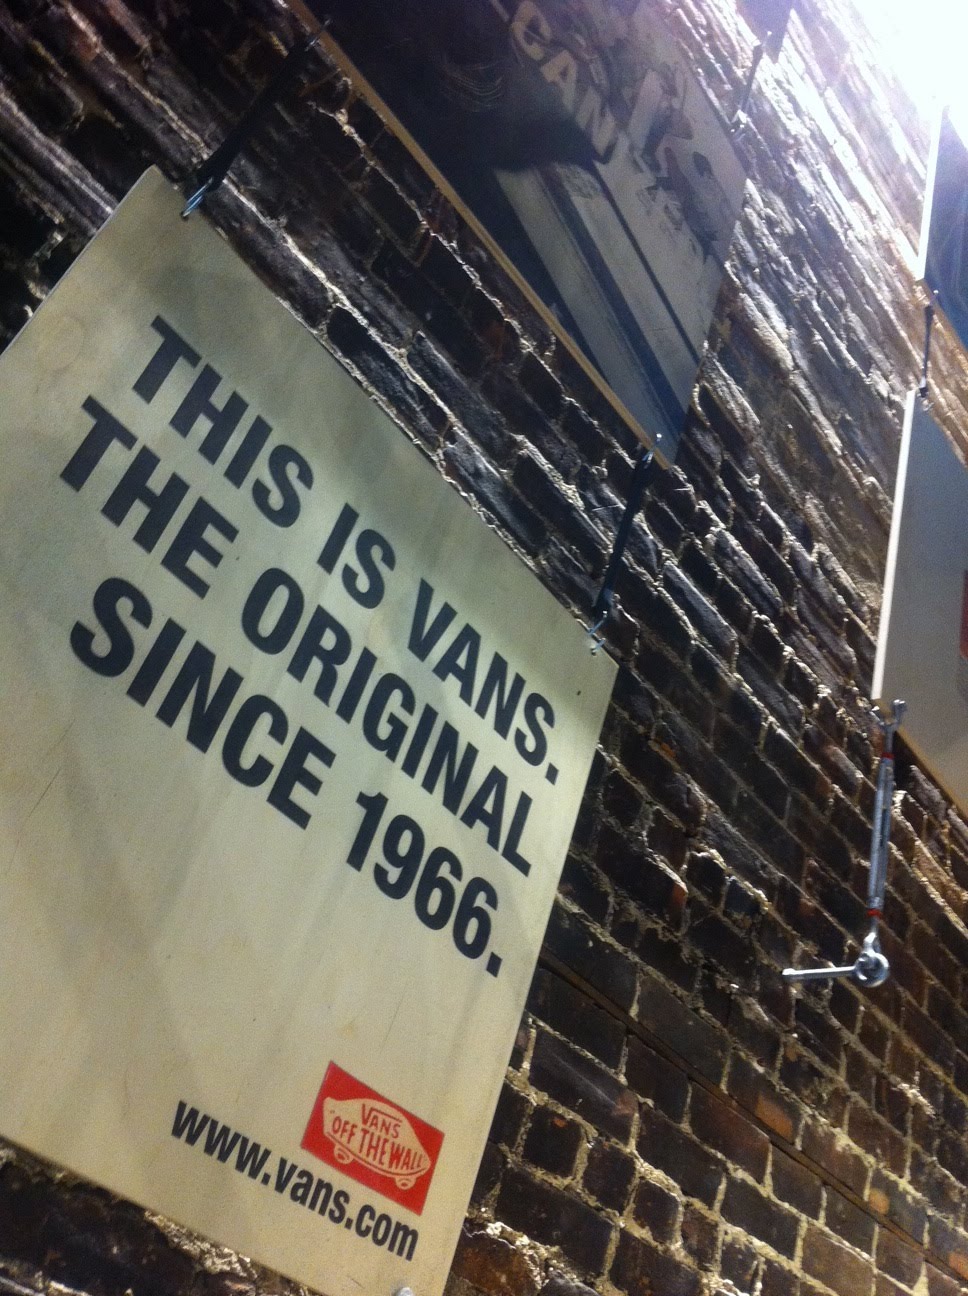 THIS IS VANS.
THE ORIGINAL
SINCE 1966.
VANS
"OFF THE WALL"
www.vans.com